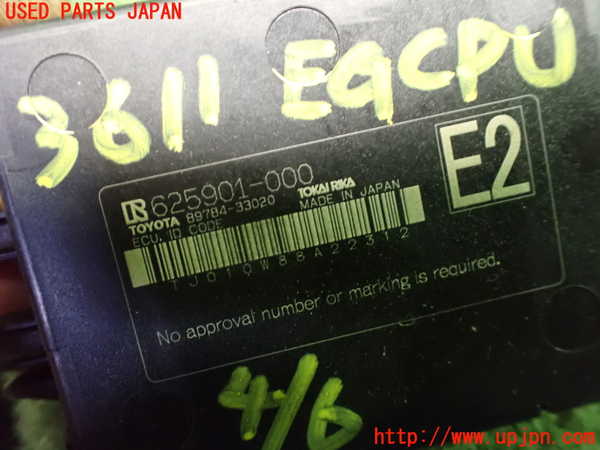 USED PARTS JAPAN
3611 EGCPU
625901-000
TOYOTA 89784-33020 TOKAI RIKA
ECU, ID CODE MADE IN JAPAN
E2
1J010W88A22312
No approval number or marking is required.
4/6
http://www.upjpn.com/